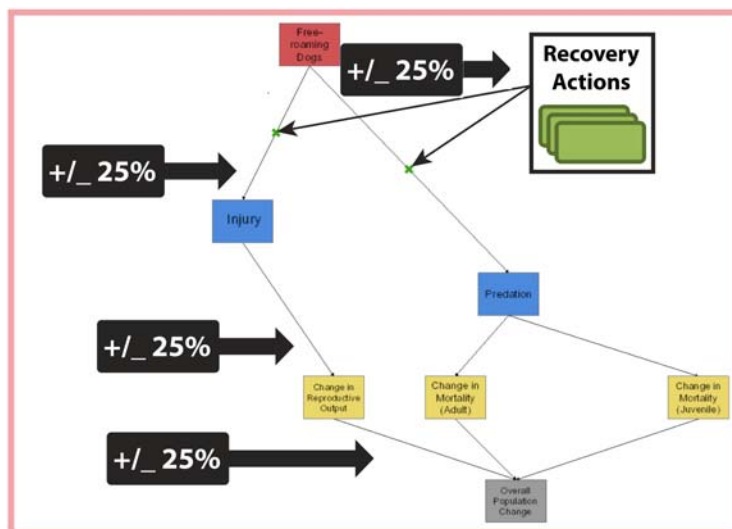 Free-
roaming
Dogs
+/_ 25%
Recovery
Actions
+/_ 25%
Injury
Predation
+/_ 25%
Change in
Reproductive
Output
Change in
Mortality
(Adult)
Change in
Mortality
(Juvenile)
+/_ 25%
Overall
Population
Change